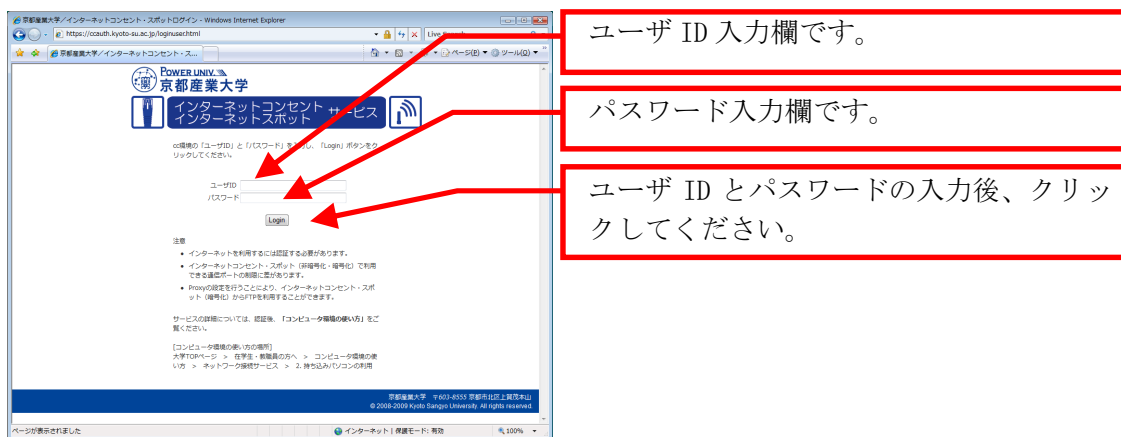 京都産業大学／インターネットコンセント・スポットログイン - Windows Internet Explorer
https://ccauth.kyoto-su.ac.jp/loginuser.html
Live Search
京都産業大学／インターネットコンセント・ス...
ページ(P)
ツール(O)
POWER UNIV.
京都産業大学
インターネットコンセント サービス
インターネットスポット
cc環境の「ユーザID」と「パスワード」を し、「Login」ボタンをク
リックしてください。
ユーザID
パスワード
Login
注意
• インターネットを利用するには認証する必要があります。
• インターネットコンセント・スポット（非暗号化・暗号化）で利用
できる通信ポートの制限に差があります。
• Proxyの設定を行うことにより、インターネットコンセント・スポ
ット（暗号化）からFTPを利用することができます。
サービスの詳細については、認証後、「コンピュータ環境の使い方」をご
覧ください。
[コンピュータ環境の使い方の場所]
大学TOPページ > 在学生・教職員の方へ > コンピュータ環境の使
い方 > ネットワーク接続サービス > 2. 持ち込みパソコンの利用
京都産業大学 〒603-8555 京都市北区上賀茂本山
© 2008-2009 Kyoto Sangyo University. All rights reserved.
ページが表示されました
インターネット | 保護モード: 有効
100%
ユーザ ID 入力欄です。
パスワード入力欄です。
ユーザ ID とパスワードの入力後、クリッ
クしてください。